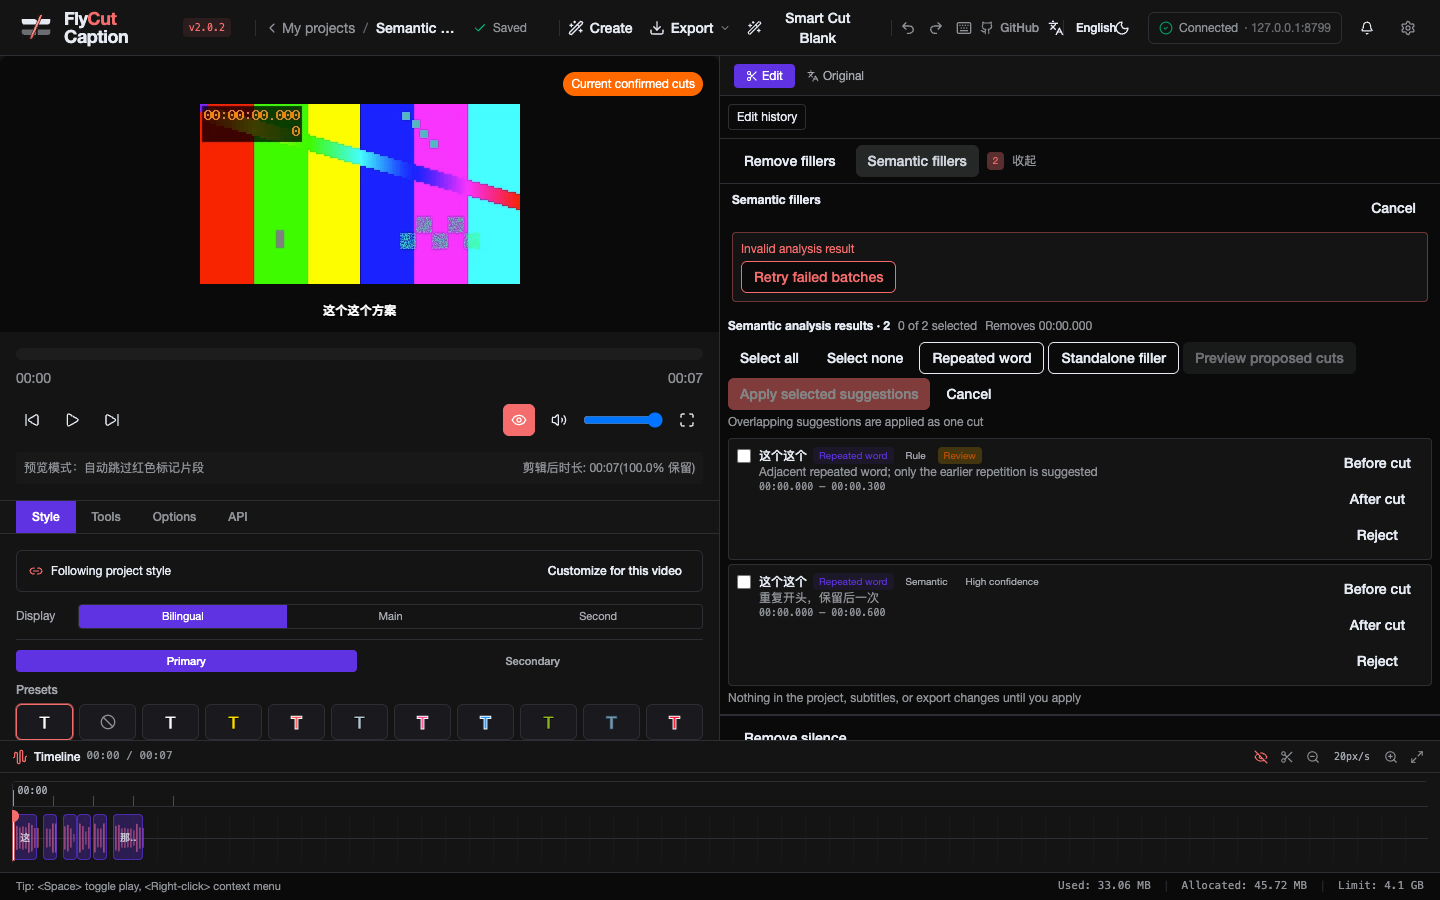 FlyCut
Caption
v2.0.2
My projects / Semantic ...
Saved
Create
Export
Smart Cut
Blank
GitHub
English
Connected · 127.0.0.1:8799
Current confirmed cuts
00:00:00.000
0
这个这个方案
00:00
00:07
预览模式：自动跳过红色标记片段
剪辑后时长: 00:07(100.0% 保留)
Style
Tools
Options
API
Following project style
Customize for this video
Display
Bilingual
Main
Second
Primary
Secondary
Presets
T T T T T T T T T T
Edit
Original
Edit history
Remove fillers
Semantic fillers
2
收起
Semantic fillers
Cancel
Invalid analysis result
Retry failed batches
Semantic analysis results · 2 0 of 2 selected Removes 00:00.000
Select all
Select none
Repeated word
Standalone filler
Preview proposed cuts
Apply selected suggestions
Cancel
Overlapping suggestions are applied as one cut
这个这个 Repeated word Rule Review
Adjacent repeated word; only the earlier repetition is suggested
00:00.000 – 00:00.300
Before cut
After cut
Reject
这个这个 Repeated word Semantic High confidence
重复开头，保留后一次
00:00.000 – 00:00.600
Before cut
After cut
Reject
Nothing in the project, subtitles, or export changes until you apply
Remove silence
Timeline 00:00 / 00:07
20px/s
00:00
这
那...
Tip: <Space> toggle play, <Right-click> context menu
Used: 33.06 MB | Allocated: 45.72 MB | Limit: 4.1 GB